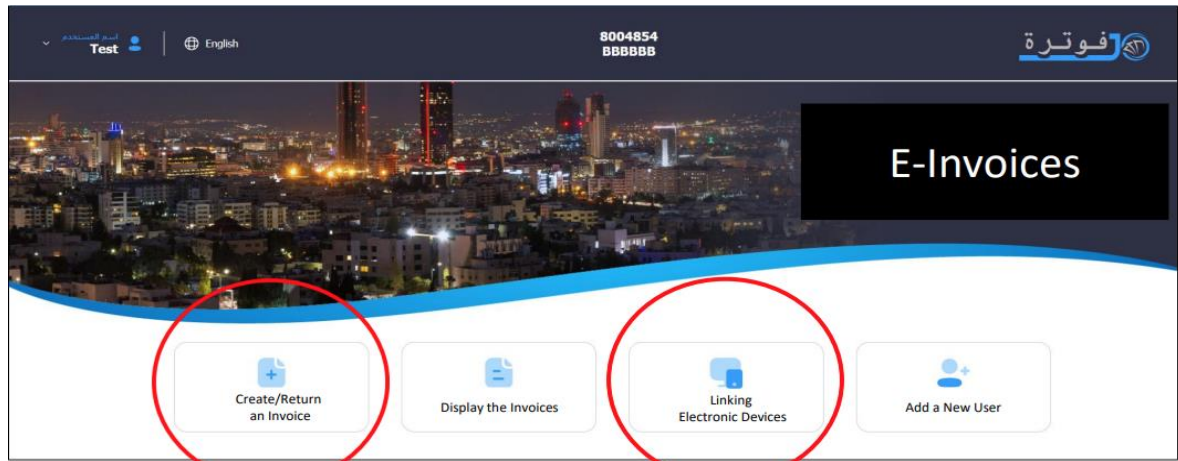 اسم المستخدم
Test
English
8004854
BBBBBB
فوترة
E-Invoices
Create/Return
an Invoice
Display the Invoices
Linking
Electronic Devices
Add a New User